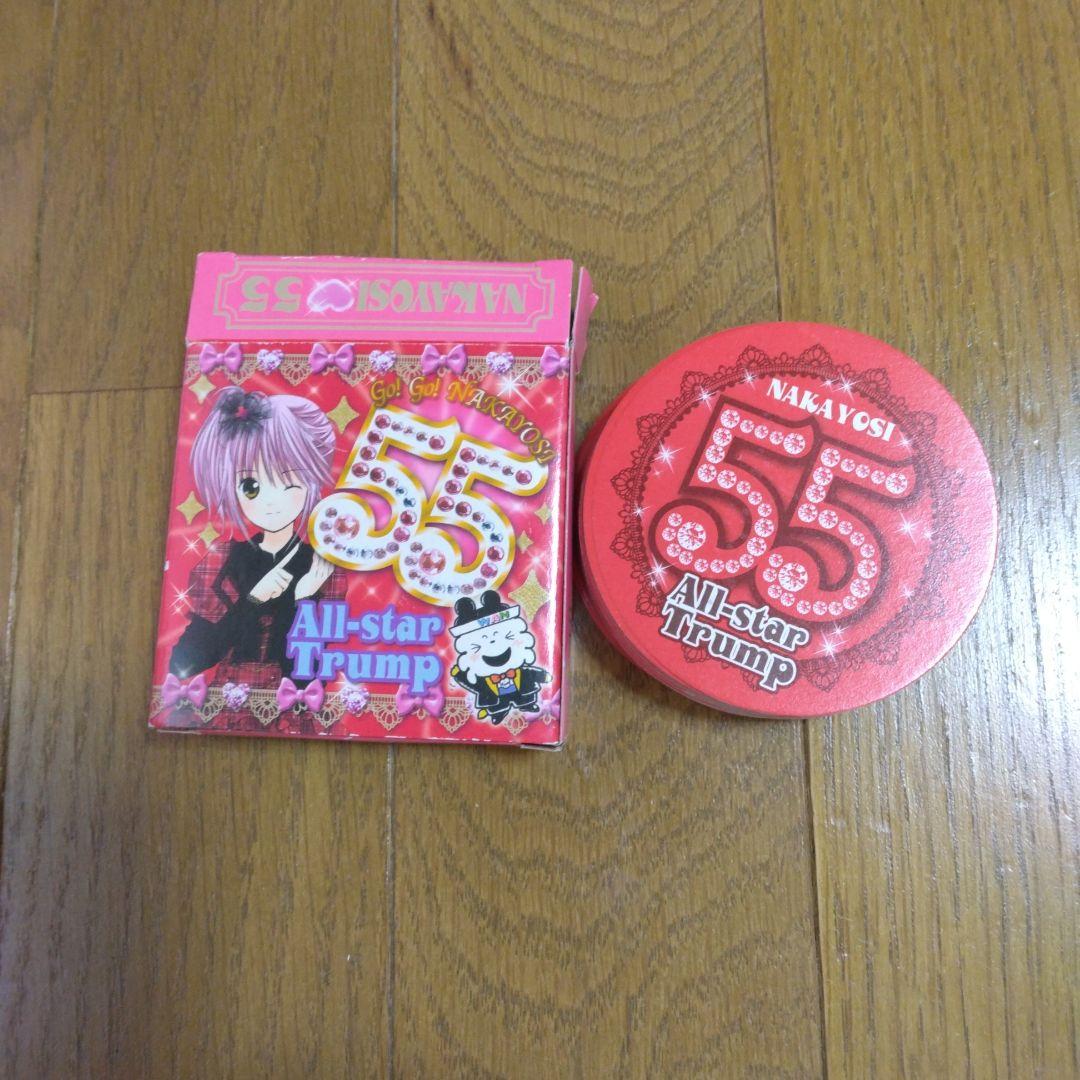 NAKAYOSI 55
Go! Go! NAKAYOSI
55
All-star
Trump
NAKAYOSI
55
All-star
Trump